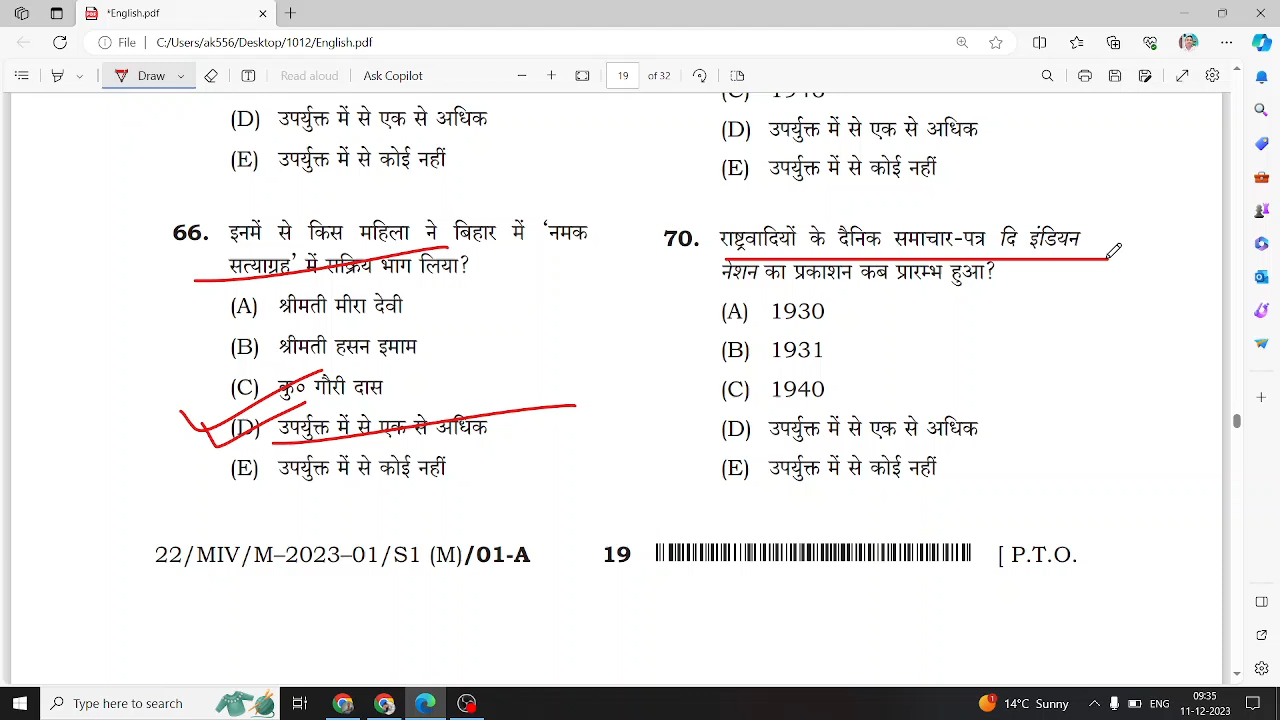 *English.pdf
File
C:/Users/ak556/Desktop/1012/English.pdf
Draw
Read aloud
Ask Copilot
19
of 32
(D) उपर्युक्त में से एक से अधिक
(E) उपर्युक्त में से कोई नहीं
66. इनमें से किस महिला ने बिहार में ‘नमक
सत्याग्रह’ में सक्रिय भाग लिया?
(A) श्रीमती मीरा देवी
(B) श्रीमती हसन इमाम
(C) कु० गौरी दास
(D) उपर्युक्त में से एक से अधिक
(E) उपर्युक्त में से कोई नहीं
(D) उपर्युक्त में से एक से अधिक
(E) उपर्युक्त में से कोई नहीं
70. राष्ट्रवादियों के दैनिक समाचार-पत्र दि इंडियन
नेशन का प्रकाशन कब प्रारम्भ हुआ?
(A) 1930
(B) 1931
(C) 1940
(D) उपर्युक्त में से एक से अधिक
(E) उपर्युक्त में से कोई नहीं
22/MIV/M–2023–01/S1 (M)/01-A
19
[ P.T.O.
Type here to search
14°C Sunny
ENG
09:35
11-12-2023